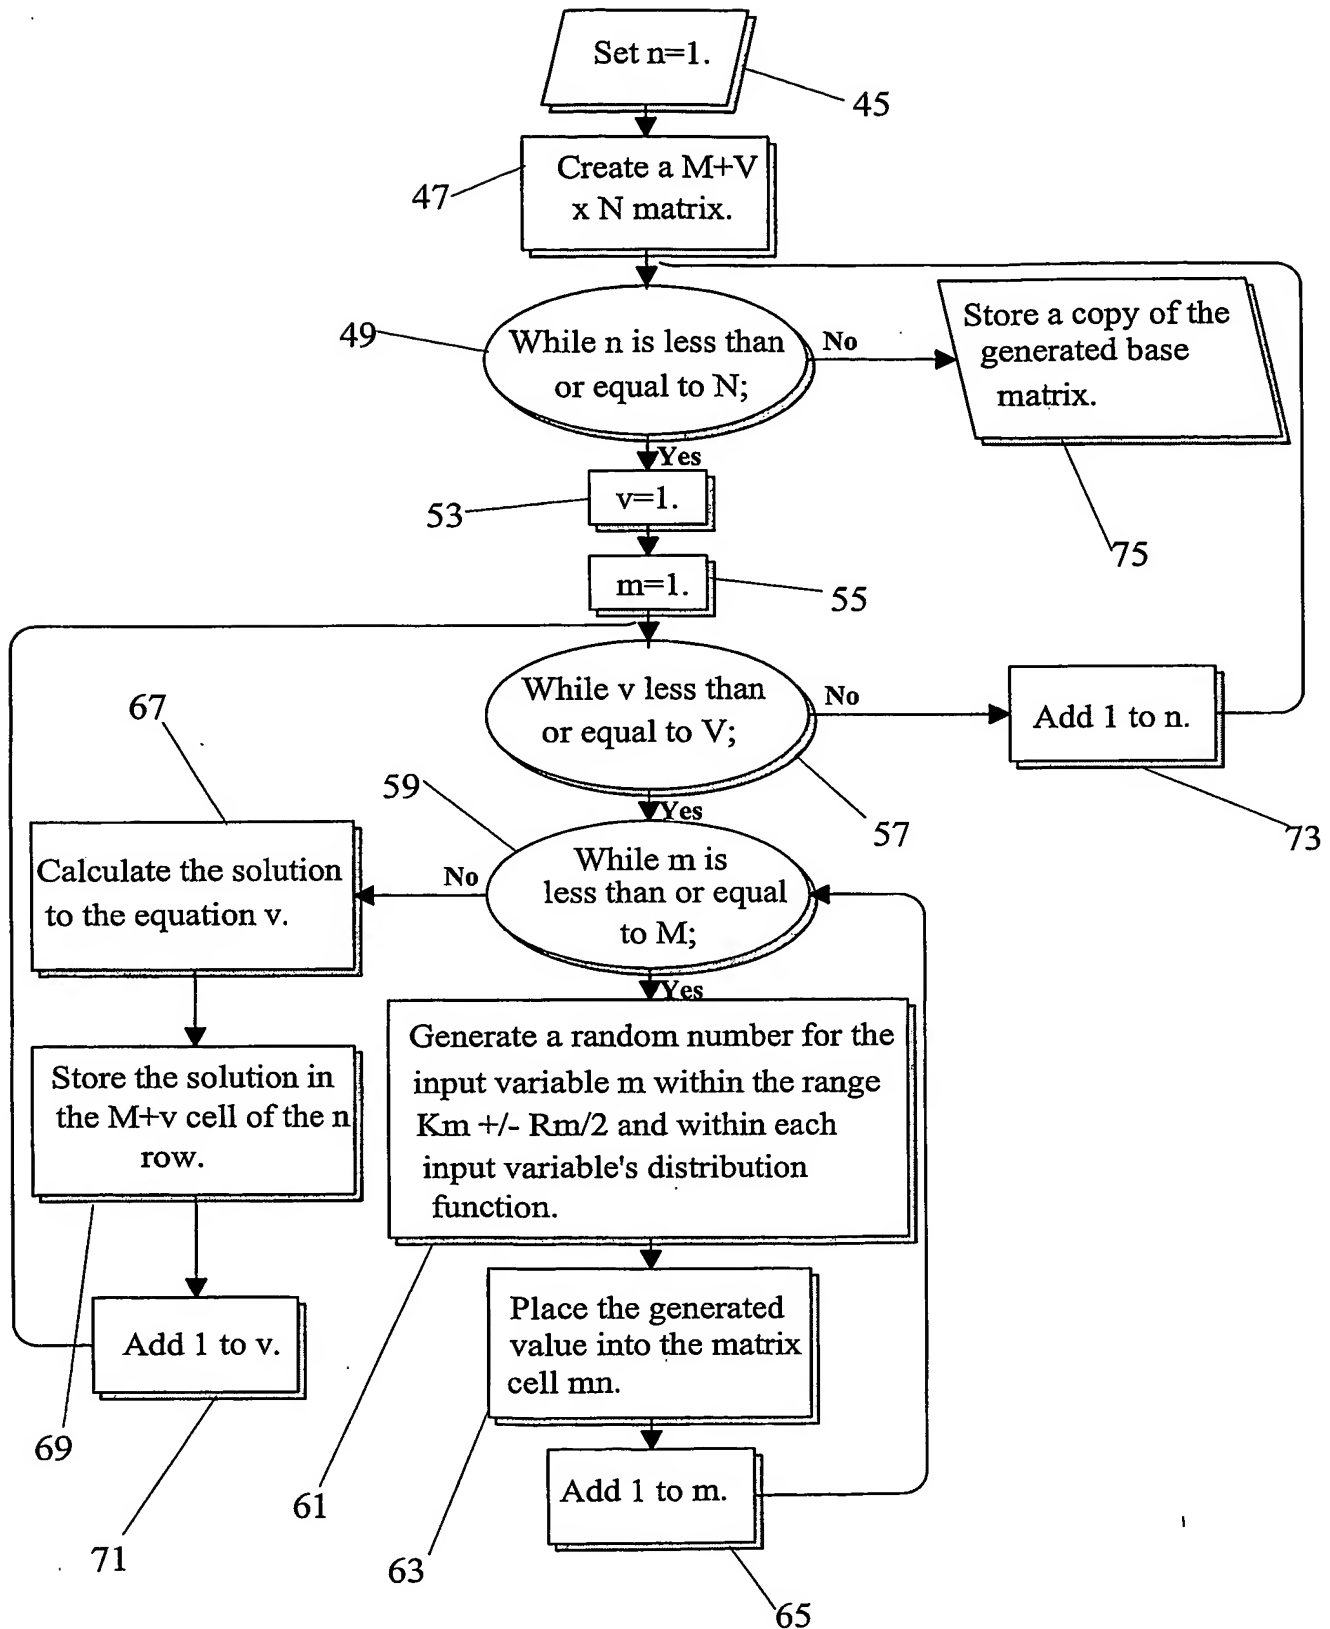 Set n=1.
45
Create a M+V
x N matrix.
47
49
While n is less than
or equal to N;
No
Store a copy of the
generated base
matrix.
75
Yes
v=1.
53
m=1.
55
While v less than
or equal to V;
No
Add 1 to n.
73
57
Yes
59
While m is
less than or equal
to M;
No
67
Calculate the solution
to the equation v.
Store the solution in
the M+v cell of the n
row.
69
Add 1 to v.
71
Yes
Generate a random number for the
input variable m within the range
Km +/- Rm/2 and within each
input variable's distribution
function.
61
Place the generated
value into the matrix
cell mn.
63
Add 1 to m.
65